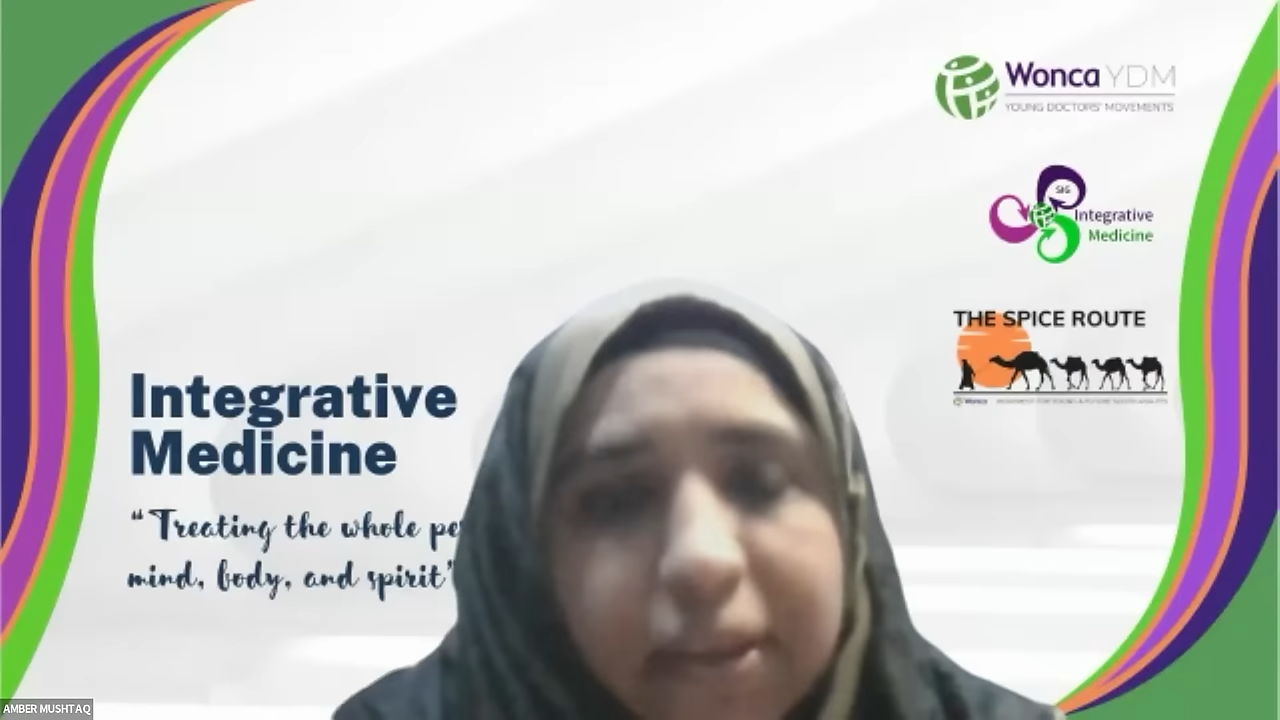 Wonca YDM
YOUNG DOCTORS' MOVEMENTS
SIG
Integrative
Medicine
THE SPICE ROUTE
Wonca
Integrative
Medicine
"Treating the whole pe
mind, body, and spirit"
AMBER MUSHTAQ